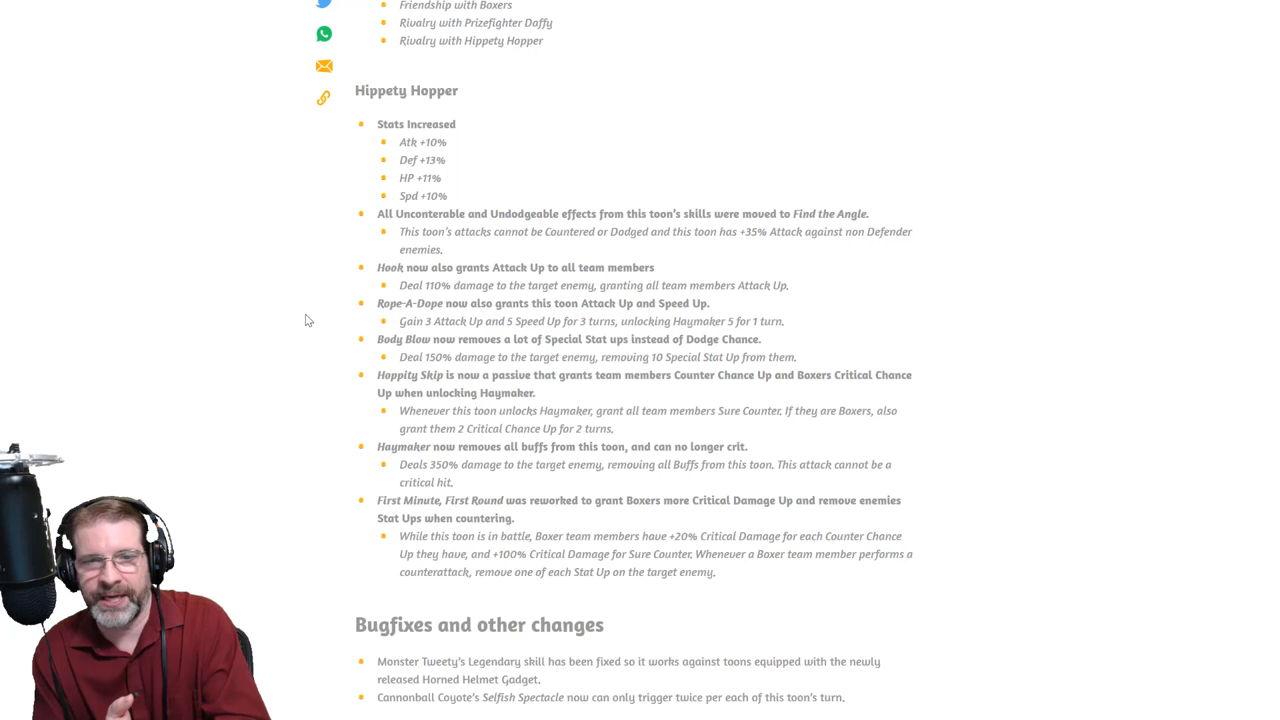 Friendship with Boxers
Rivalry with Prizefighter Daffy
Rivalry with Hippety Hopper
Hippety Hopper
Stats Increased
Atk +10%
Def +13%
HP +11%
Spd +10%
All Unconterable and Undodgeable effects from this toon's skills were moved to Find the Angle.
This toon's attacks cannot be Countered or Dodged and this toon has +35% Attack against non Defender
enemies.
Hook now also grants Attack Up to all team members
Deal 110% damage to the target enemy, granting all team members Attack Up.
Rope-A-Dope now also grants this toon Attack Up and Speed Up.
Gain 3 Attack Up and 5 Speed Up for 3 turns, unlocking Haymaker 5 for 1 turn.
Body Blow now removes a lot of Special Stat ups instead of Dodge Chance.
Deal 150% damage to the target enemy, removing 10 Special Stat Up from them.
Hoppity Skip is now a passive that grants team members Counter Chance Up and Boxers Critical Chance
Up when unlocking Haymaker.
Whenever this toon unlocks Haymaker, grant all team members Sure Counter. If they are Boxers, also
grant them 2 Critical Chance Up for 2 turns.
Haymaker now removes all buffs from this toon, and can no longer crit.
Deals 350% damage to the target enemy, removing all Buffs from this toon. This attack cannot be a
critical hit.
First Minute, First Round was reworked to grant Boxers more Critical Damage Up and remove enemies
Stat Ups when countering.
While this toon is in battle, Boxer team members have +20% Critical Damage for each Counter Chance
Up they have, and +100% Critical Damage for Sure Counter. Whenever a Boxer team member performs a
counterattack, remove one of each Stat Up on the target enemy.
Bugfixes and other changes
Monster Tweety's Legendary skill has been fixed so it works against toons equipped with the newly
released Horned Helmet Gadget.
Cannonball Coyote's Selfish Spectacle now can only trigger twice per each of this toon's turn.